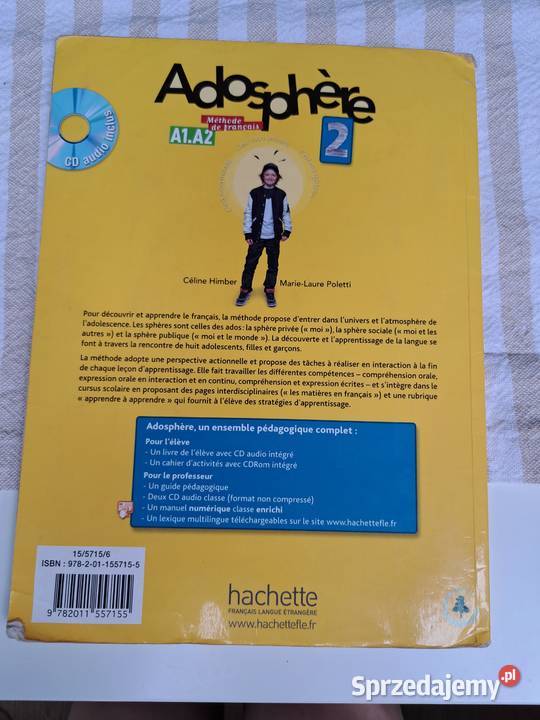 Adosphère
Méthode
de français
A1.A2
2
CD audio inclus
Céline Himber
Marie-Laure Poletti
Pour découvrir et apprendre le français, la méthode propose d'entrer dans l'univers et l'atmosphère de
l'adolescence. Les sphères sont celles des ados : la sphère privée (« moi »), la sphère sociale (« moi et les
autres ») et la sphère publique (« moi et le monde »). La découverte et l'apprentissage de la langue se
font à travers la rencontre de huit adolescents, filles et garçons.
La méthode adopte une perspective actionnelle et propose des tâches à réaliser en interaction à la fin
de chaque leçon d'apprentissage. Elle fait travailler les différentes compétences – compréhension orale,
expression orale en interaction et en continu, compréhension et expression écrites – et s'intègre dans le
cursus scolaire en proposant des pages interdisciplinaires (« les matières en français ») et une rubrique
« apprendre à apprendre » qui fournit à l'élève des stratégies d'apprentissage.
Adosphère, un ensemble pédagogique complet :
Pour l'élève
- Un livre de l'élève avec CD audio intégré
- Un cahier d'activités avec CDRom intégré
Pour le professeur
- Un guide pédagogique
- Deux CD audio classe (format non compressé)
- Un manuel numérique classe enrichi
- Un lexique multilingue téléchargeables sur le site www.hachettefle.fr
15/5715/6
ISBN : 978-2-01-155715-5
9 782011 557155
hachette
FRANÇAIS LANGUE ÉTRANGÈRE
www.hachettefle.fr
Sprzedajemy.pl